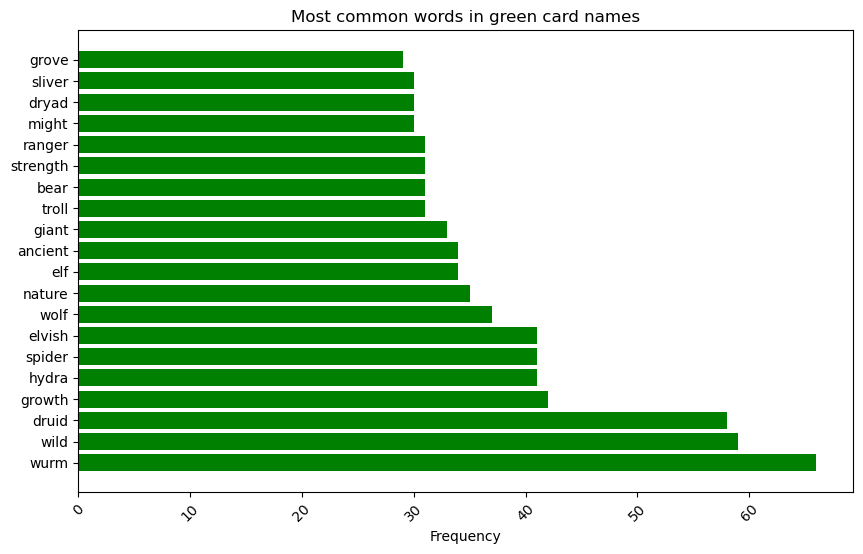 Most common words in green card names
grove
sliver
dryad
might
ranger
strength
bear
troll
giant
ancient
elf
nature
wolf
elvish
spider
hydra
growth
druid
wild
wurm
0 10 20 30 40 50 60
Frequency